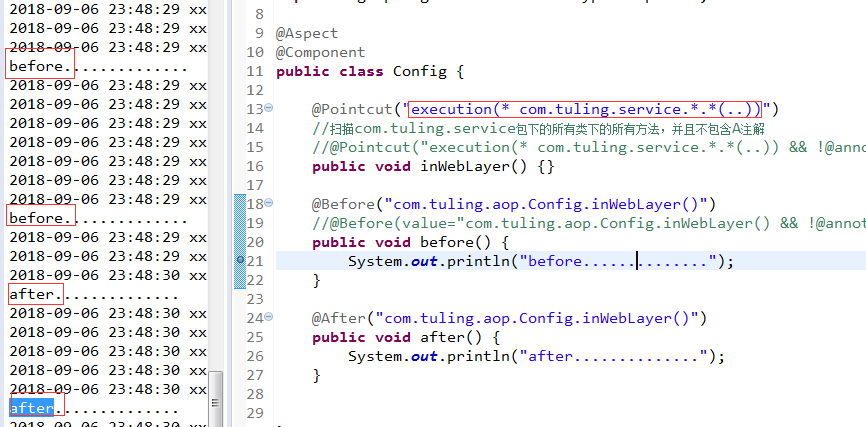 2018-09-06 23:48:29 xx
2018-09-06 23:48:29 xx
2018-09-06 23:48:29 xx
before..............
2018-09-06 23:48:29 xx
2018-09-06 23:48:29 xx
2018-09-06 23:48:29 xx
2018-09-06 23:48:29 xx
2018-09-06 23:48:29 xx
2018-09-06 23:48:29 xx
2018-09-06 23:48:29 xx
before..............
2018-09-06 23:48:29 xx
2018-09-06 23:48:29 xx
2018-09-06 23:48:30 xx
after..............
2018-09-06 23:48:30 xx
2018-09-06 23:48:30 xx
2018-09-06 23:48:30 xx
2018-09-06 23:48:30 xx
2018-09-06 23:48:30 xx
after..............
2018-09-06 23:48:30 xx
8
9 @Aspect
10 @Component
11 public class Config {
12
13 @Pointcut("execution(* com.tuling.service.*.*(..))")
14 //扫描com.tuling.service包下的所有类下的所有方法，并且不包含A注解
15 //@Pointcut("execution(* com.tuling.service.*.*(..)) && !@annot
16 public void inWebLayer() {}
17
18 @Before("com.tuling.aop.Config.inWebLayer()")
19 //@Before(value="com.tuling.aop.Config.inWebLayer() && !@annot
20 public void before() {
21 System.out.println("before..............");
22 }
23
24 @After("com.tuling.aop.Config.inWebLayer()")
25 public void after() {
26 System.out.println("after..............");
27 }
28
29